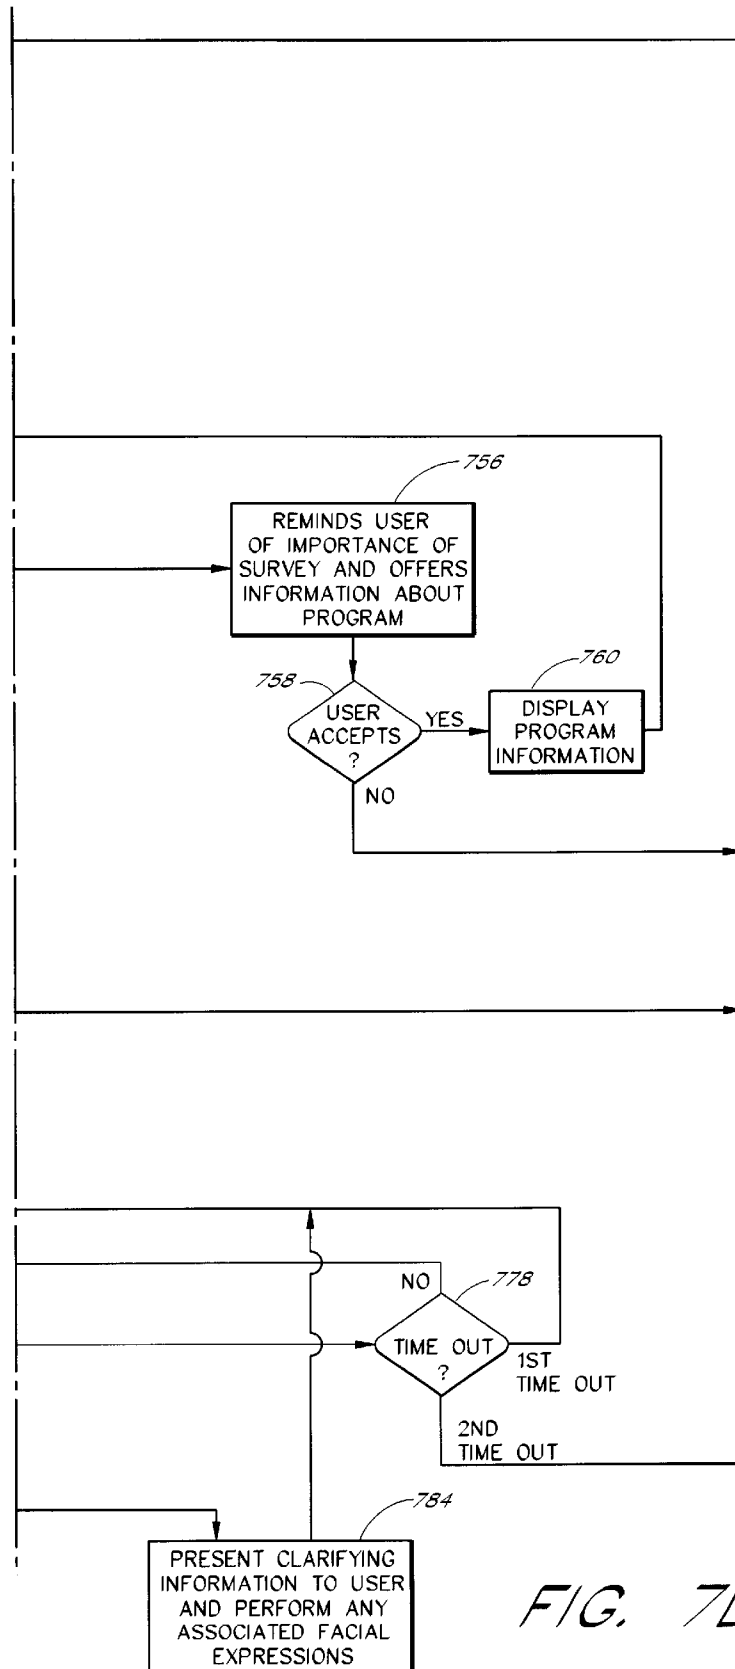 756
REMINDS USER
OF IMPORTANCE OF
SURVEY AND OFFERS
INFORMATION ABOUT
PROGRAM
758
USER
ACCEPTS
?
YES
NO
760
DISPLAY
PROGRAM
INFORMATION
NO
778
TIME OUT
?
1ST
TIME OUT
2ND
TIME OUT
784
PRESENT CLARIFYING
INFORMATION TO USER
AND PERFORM ANY
ASSOCIATED FACIAL
EXPRESSIONS
FIG.